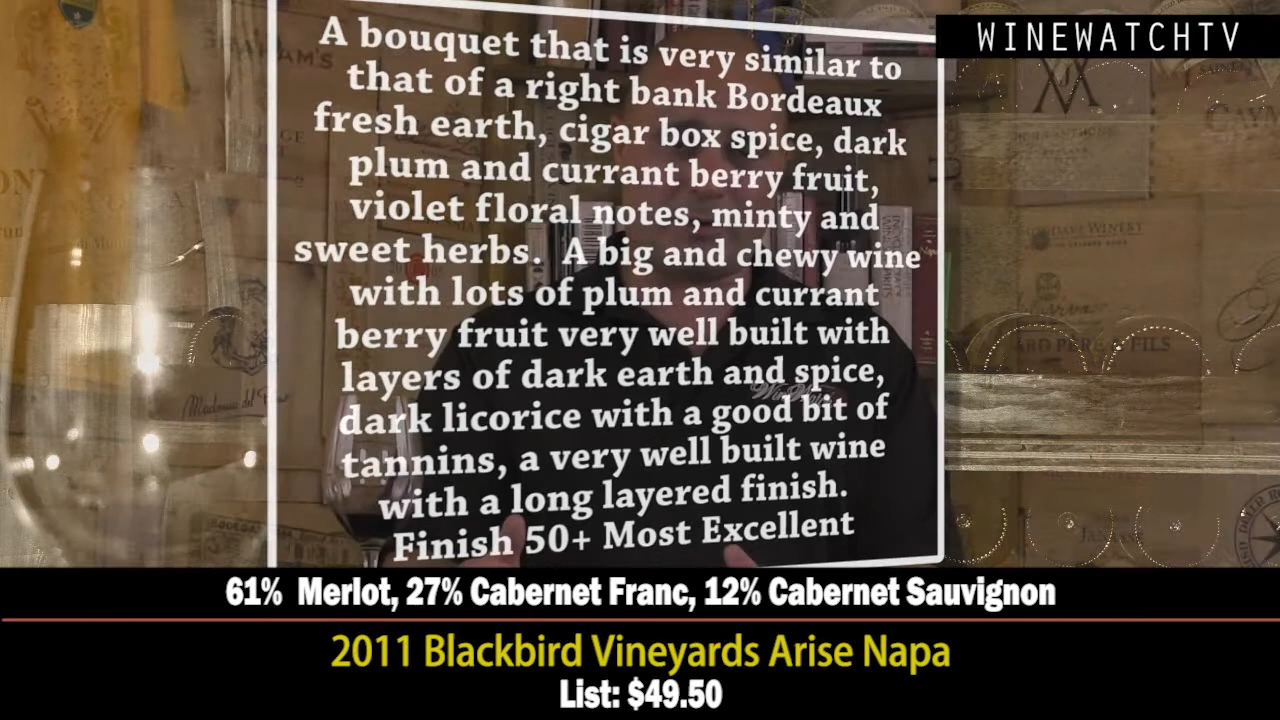 WINEWATCHTV
A bouquet that is very similar to
that of a right bank Bordeaux
fresh earth, cigar box spice, dark
plum and currant berry fruit,
violet floral notes, minty and
sweet herbs. A big and chewy wine
with lots of plum and currant
berry fruit very well built with
layers of dark earth and spice,
dark licorice with a good bit of
tannins, a very well built wine
with a long layered finish.
Finish 50+ Most Excellent
61% Merlot, 27% Cabernet Franc, 12% Cabernet Sauvignon
2011 Blackbird Vineyards Arise Napa
List: $49.50